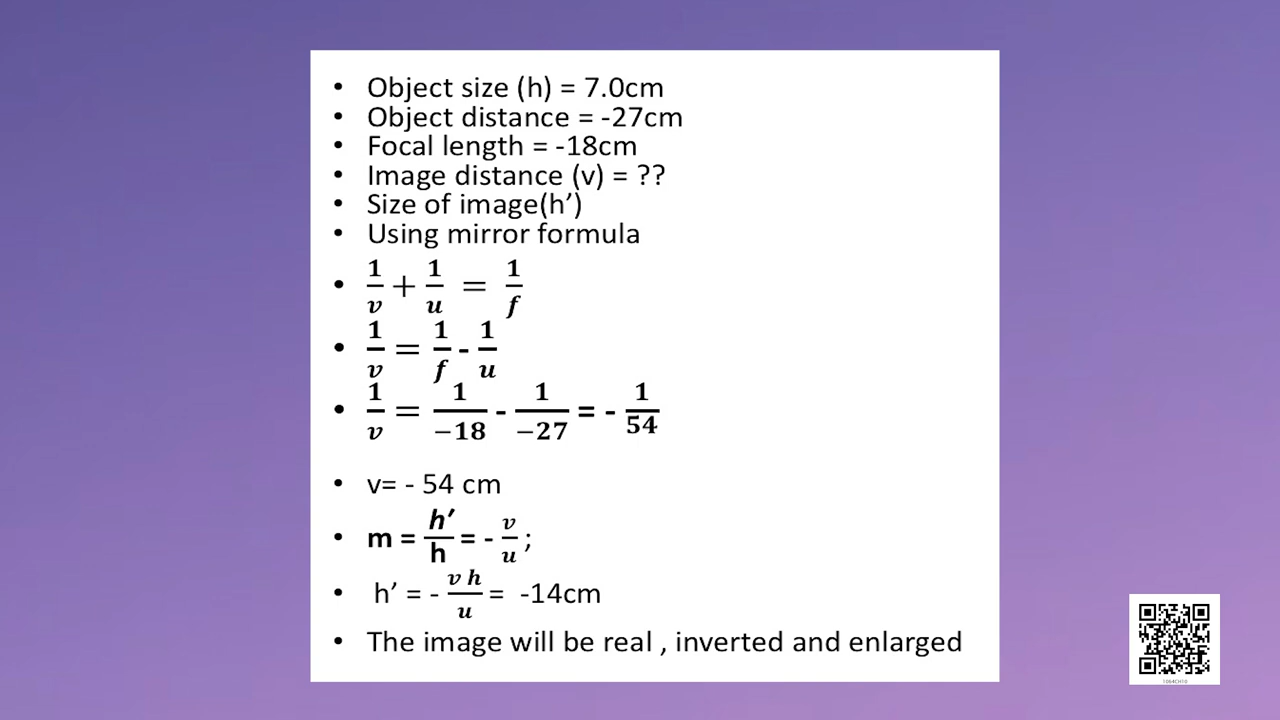 • Object size (h) = 7.0cm
• Object distance = -27cm
• Focal length = -18cm
• Image distance (v) = ??
• Size of image(h’)
• Using mirror formula
• 1/v + 1/u = 1/f
• 1/v = 1/f - 1/u
• 1/v = 1/−18 - 1/−27 = - 1/54
• v= - 54 cm
• m = h′/h = - v/u ;
• h’ = - v h/u = -14cm
• The image will be real , inverted and enlarged